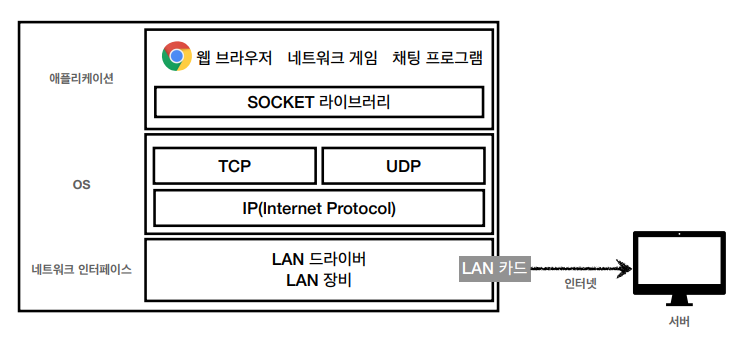 애플리케이션
웹 브라우저 네트워크 게임 채팅 프로그램
SOCKET 라이브러리
OS
TCP UDP
IP(Internet Protocol)
네트워크 인터페이스
LAN 드라이버
LAN 장비
LAN 카드
인터넷
서버